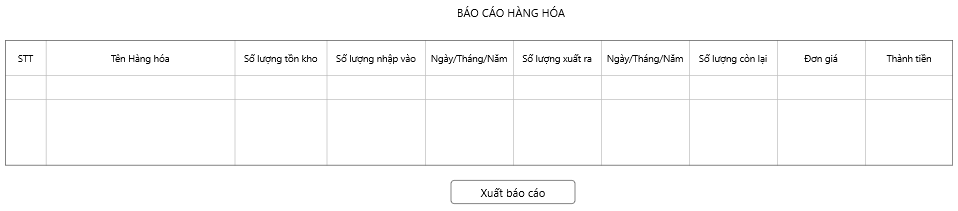 BÁO CÁO HÀNG HÓA
STT Tên Hàng hóa Số lượng tồn kho Số lượng nhập vào Ngày/Tháng/Năm Số lượng xuất ra Ngày/Tháng/Năm Số lượng còn lại Đơn giá Thành tiền
Xuất báo cáo